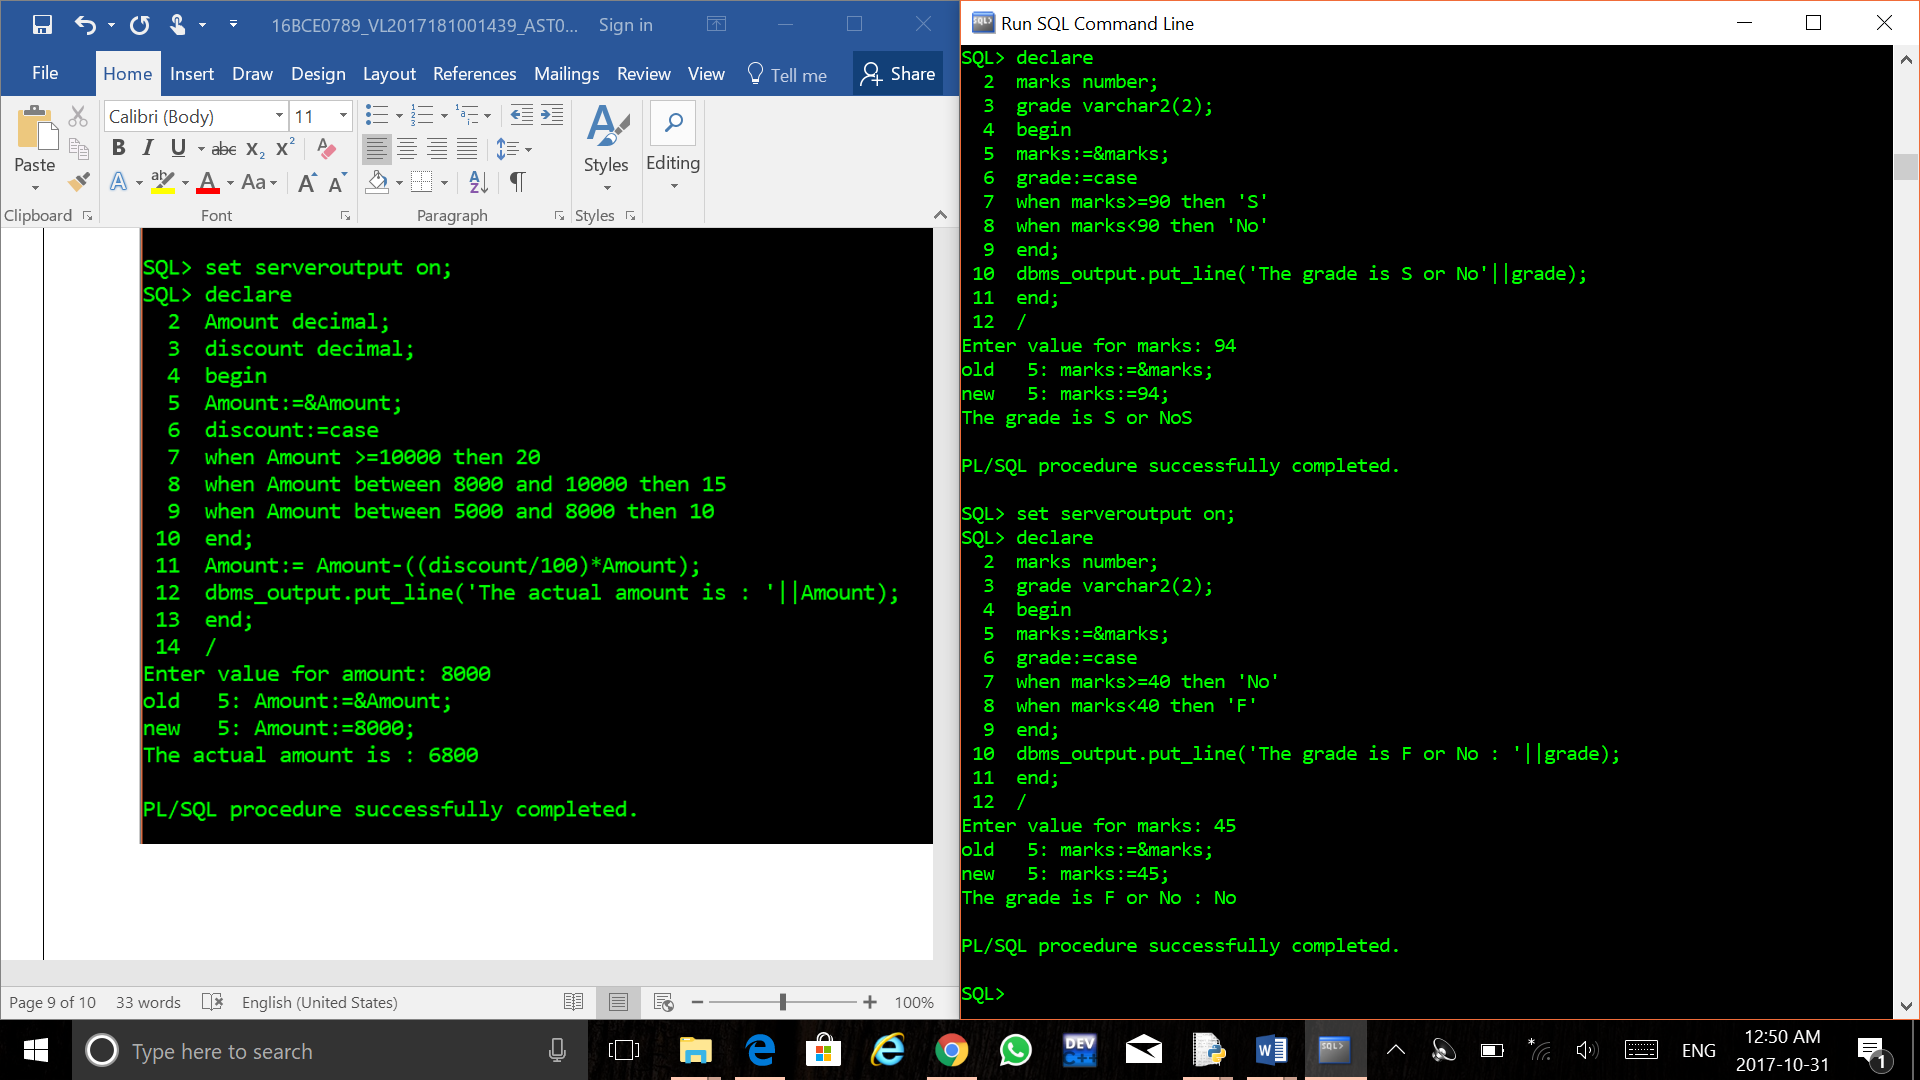 16BCE0789_VL2017181001439_AST0... Sign in
File Home Insert Draw Design Layout References Mailings Review View Tell me Share
Calibri (Body) 11
Paste
Styles
Editing
Clipboard Font Paragraph Styles
SQL> set serveroutput on;
SQL> declare
2 Amount decimal;
3 discount decimal;
4 begin
5 Amount:=&Amount;
6 discount:=case
7 when Amount >=10000 then 20
8 when Amount between 8000 and 10000 then 15
9 when Amount between 5000 and 8000 then 10
10 end;
11 Amount:= Amount-((discount/100)*Amount);
12 dbms_output.put_line('The actual amount is : '||Amount);
13 end;
14 /
Enter value for amount: 8000
old 5: Amount:=&Amount;
new 5: Amount:=8000;
The actual amount is : 6800
PL/SQL procedure successfully completed.
Page 9 of 10 33 words English (United States) 100%
Run SQL Command Line
SQL> declare
2 marks number;
3 grade varchar2(2);
4 begin
5 marks:=&marks;
6 grade:=case
7 when marks>=90 then 'S'
8 when marks<90 then 'No'
9 end;
10 dbms_output.put_line('The grade is S or No'||grade);
11 end;
12 /
Enter value for marks: 94
old 5: marks:=&marks;
new 5: marks:=94;
The grade is S or NoS
PL/SQL procedure successfully completed.
SQL> set serveroutput on;
SQL> declare
2 marks number;
3 grade varchar2(2);
4 begin
5 marks:=&marks;
6 grade:=case
7 when marks>=40 then 'No'
8 when marks<40 then 'F'
9 end;
10 dbms_output.put_line('The grade is F or No : '||grade);
11 end;
12 /
Enter value for marks: 45
old 5: marks:=&marks;
new 5: marks:=45;
The grade is F or No : No
PL/SQL procedure successfully completed.
SQL>
Type here to search
DEV C++
ENG
12:50 AM
2017-10-31
1